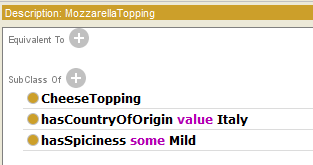 Description: MozzarellaTopping
Equivalent To
SubClass Of
CheeseTopping
hasCountryOfOrigin value Italy
hasSpiciness some Mild